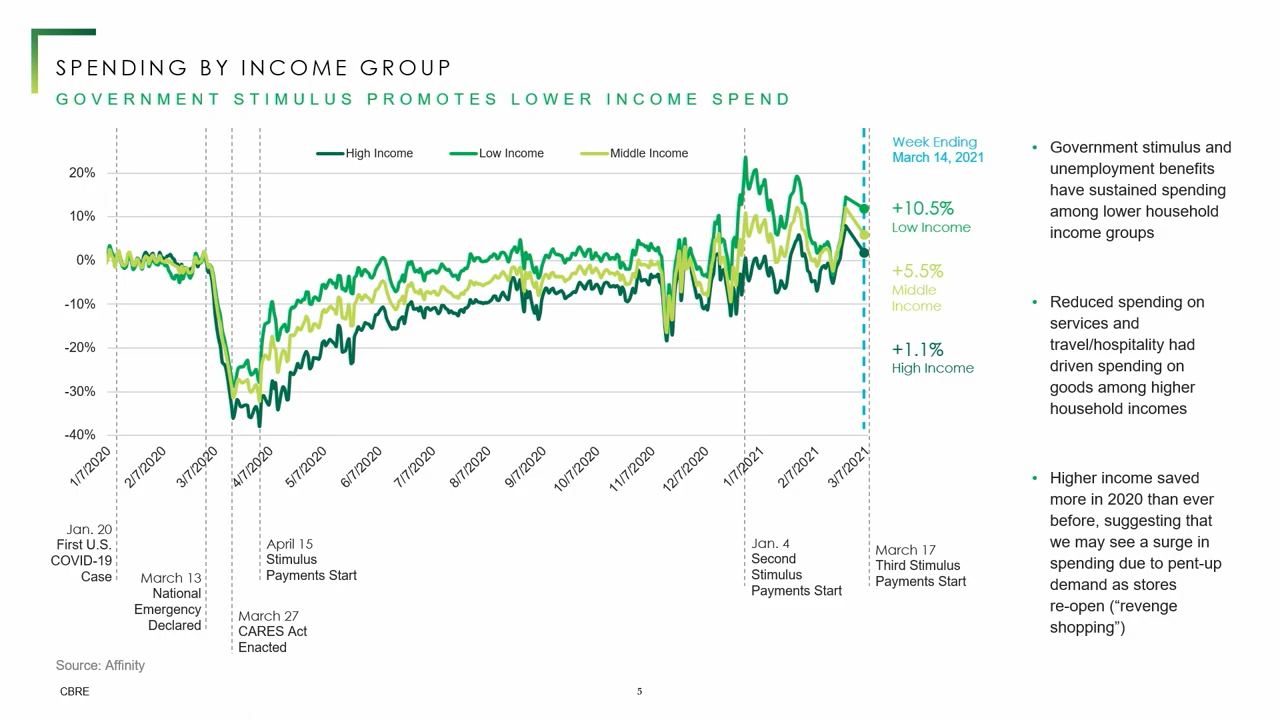 SPENDING BY INCOME GROUP
GOVERNMENT STIMULUS PROMOTES LOWER INCOME SPEND
High Income
Low Income
Middle Income
20%
10%
0%
-10%
-20%
-30%
-40%
1/7/2020
2/7/2020
3/7/2020
4/7/2020
5/7/2020
6/7/2020
7/7/2020
8/7/2020
9/7/2020
10/7/2020
11/7/2020
12/7/2020
1/7/2021
2/7/2021
3/7/2021
Week Ending
March 14, 2021
+10.5%
Low Income
+5.5%
Middle
Income
+1.1%
High Income
Jan. 20
First U.S.
COVID-19
Case
March 13
National
Emergency
Declared
March 27
CARES Act
Enacted
April 15
Stimulus
Payments Start
Jan. 4
Second
Stimulus
Payments Start
March 17
Third Stimulus
Payments Start
• Government stimulus and
unemployment benefits
have sustained spending
among lower household
income groups
• Reduced spending on
services and
travel/hospitality had
driven spending on
goods among higher
household incomes
• Higher income saved
more in 2020 than ever
before, suggesting that
we may see a surge in
spending due to pent-up
demand as stores
re-open (“revenge
shopping”)
Source: Affinity
CBRE
5